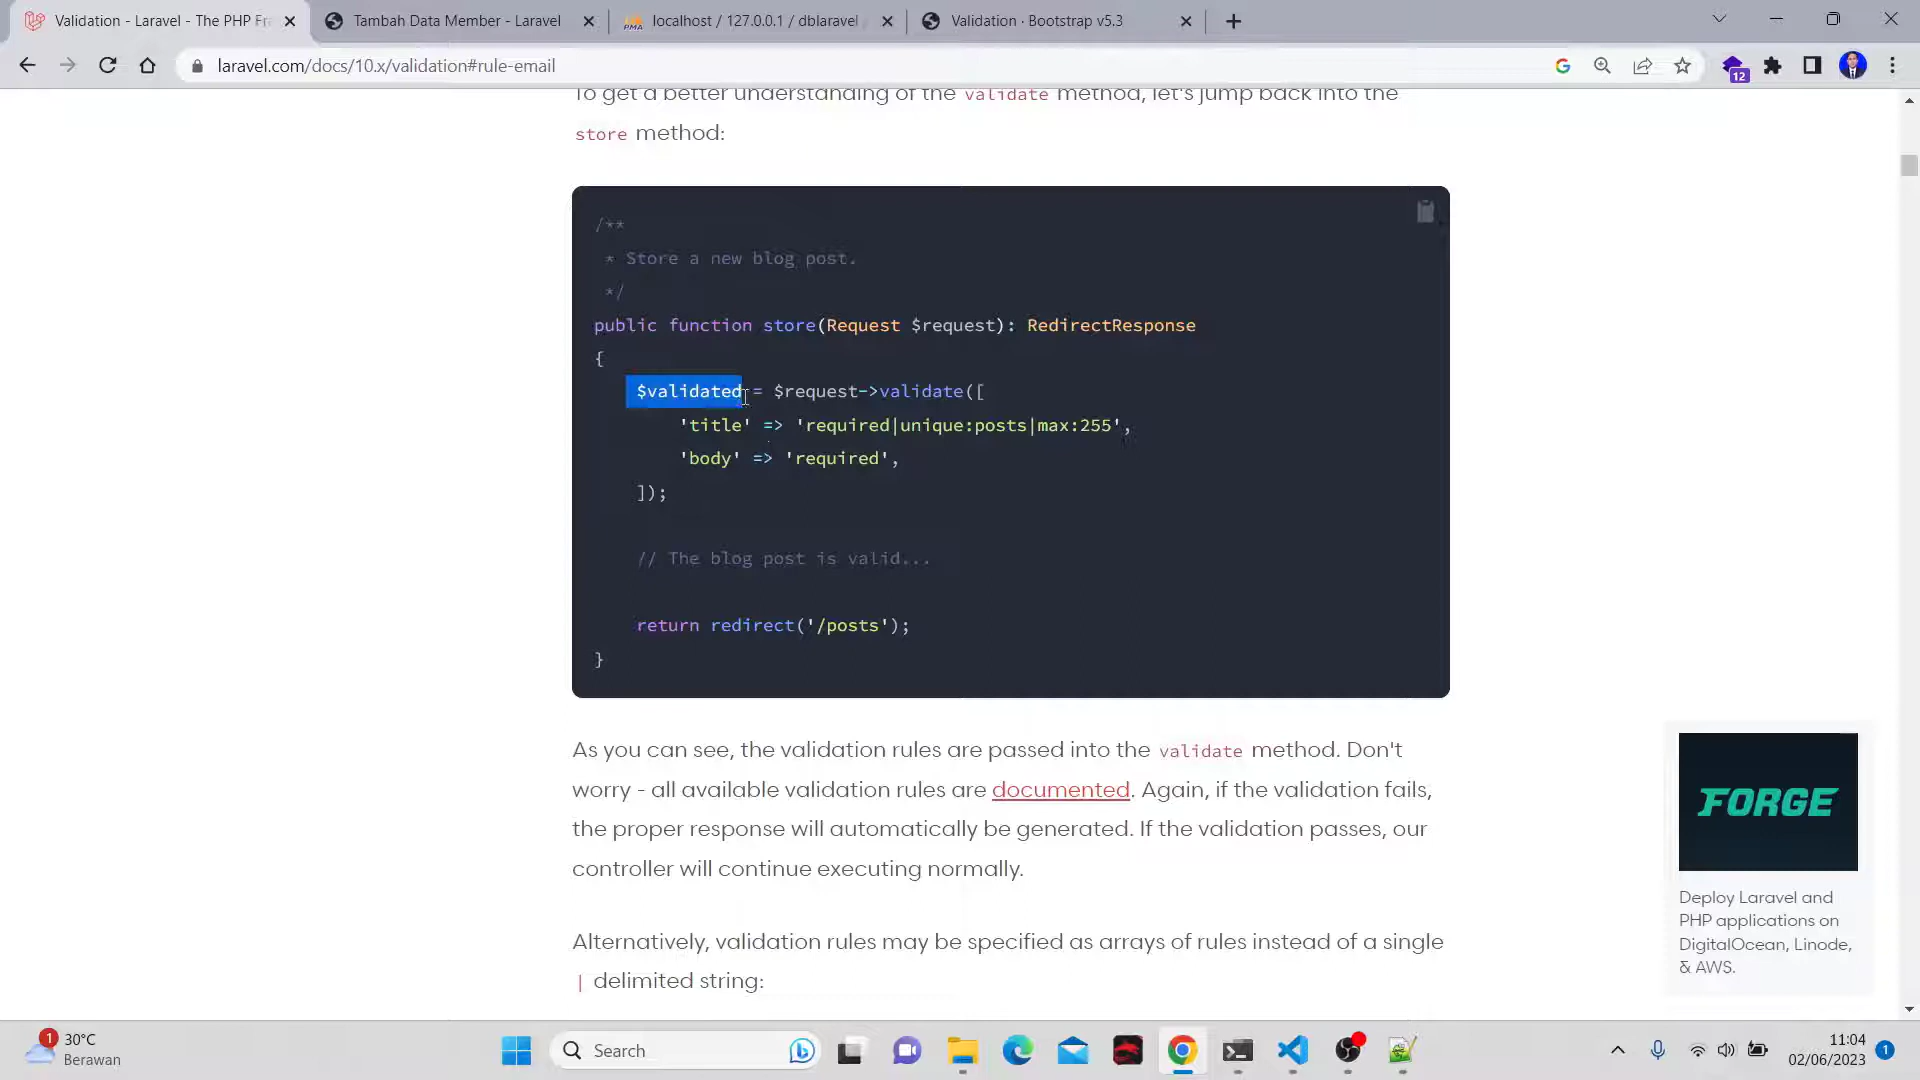 Validation - Laravel - The PHP Fr
Tambah Data Member - Laravel
localhost / 127.0.0.1 / dblaravel
Validation · Bootstrap v5.3
laravel.com/docs/10.x/validation#rule-email
12
To get a better understanding of the validate method, let's jump back into the
store method:
/**
* Store a new blog post.
*/
public function store(Request $request): RedirectResponse
{
$validated = $request->validate([
'title' => 'required|unique:posts|max:255',
'body' => 'required',
]);
// The blog post is valid...
return redirect('/posts');
}
As you can see, the validation rules are passed into the validate method. Don't
worry - all available validation rules are documented. Again, if the validation fails,
the proper response will automatically be generated. If the validation passes, our
controller will continue executing normally.
Alternatively, validation rules may be specified as arrays of rules instead of a single
| delimited string:
FORGE
Deploy Laravel and
PHP applications on
DigitalOcean, Linode,
& AWS.
1
30°C
Berawan
Search
11:04
02/06/2023
1